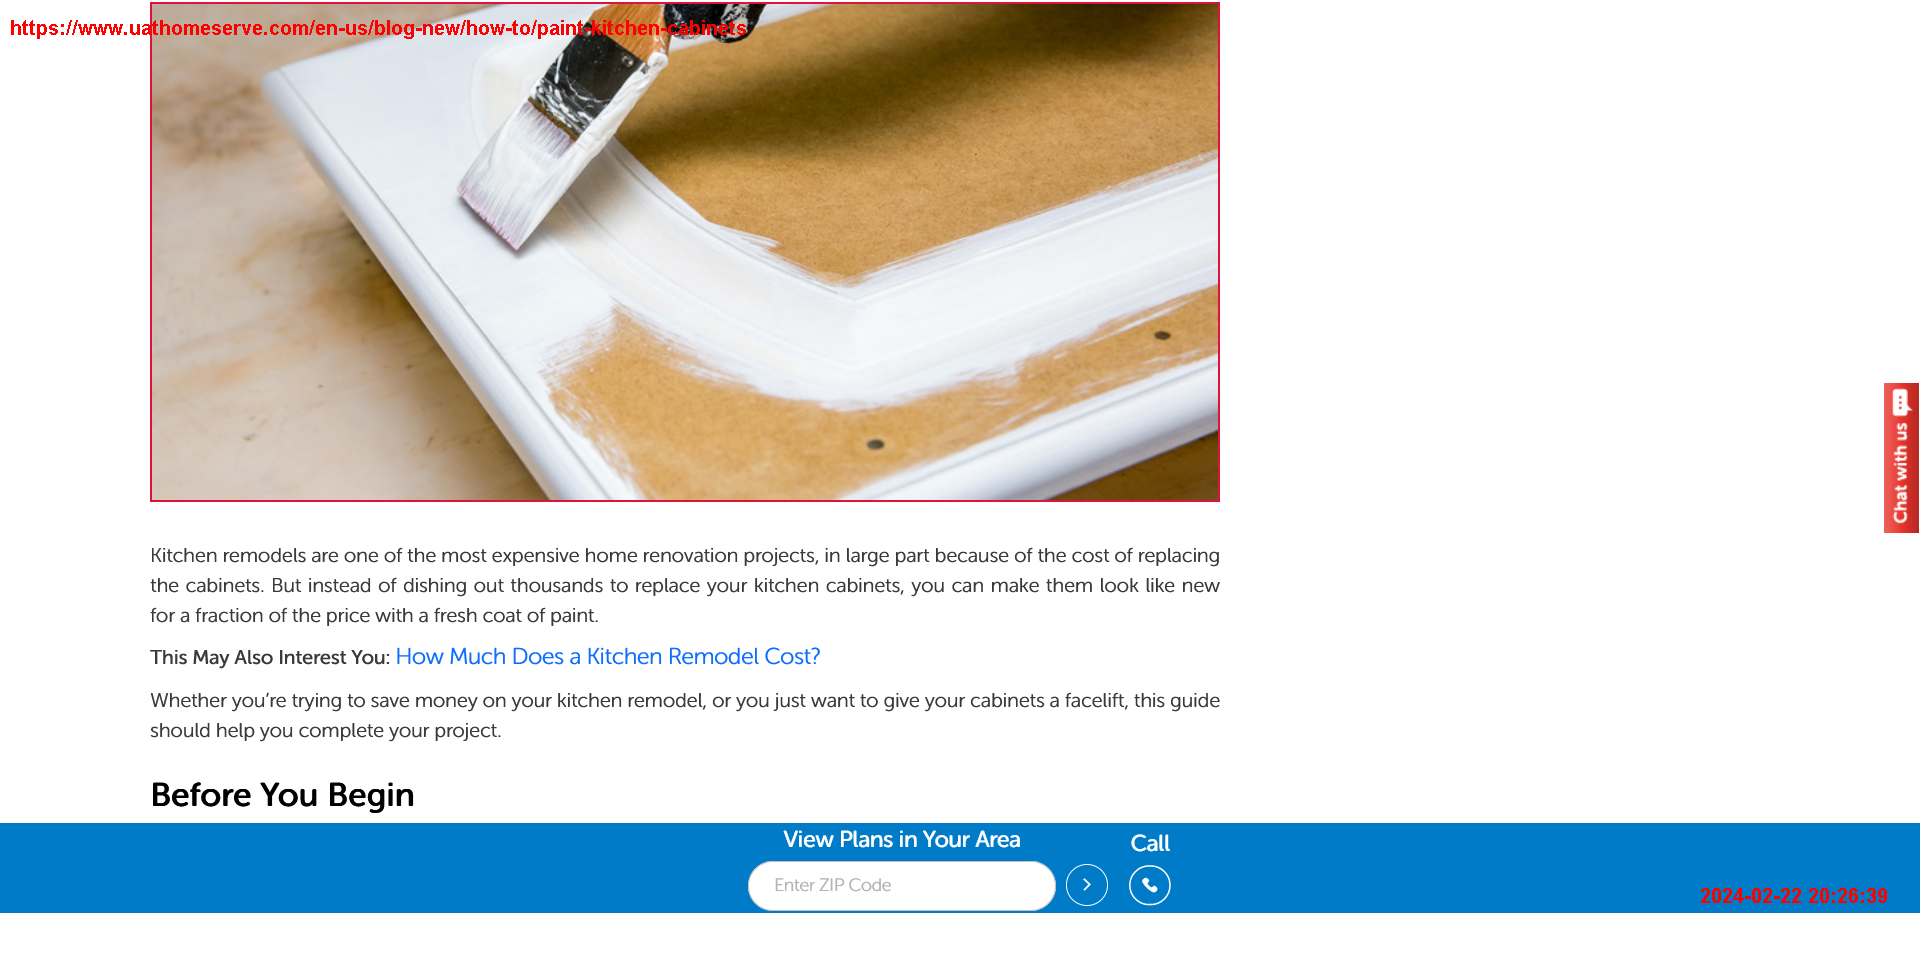 https://www.uathomeserve.com/en-us/blog-new/how-to/paint-kitchen-cabinets
Chat with us
Kitchen remodels are one of the most expensive home renovation projects, in large part because of the cost of replacing
the cabinets. But instead of dishing out thousands to replace your kitchen cabinets, you can make them look like new
for a fraction of the price with a fresh coat of paint.
This May Also Interest You: How Much Does a Kitchen Remodel Cost?
Whether you’re trying to save money on your kitchen remodel, or you just want to give your cabinets a facelift, this guide
should help you complete your project.
Before You Begin
View Plans in Your Area
Call
Enter ZIP Code
2024-02-22 20:26:39